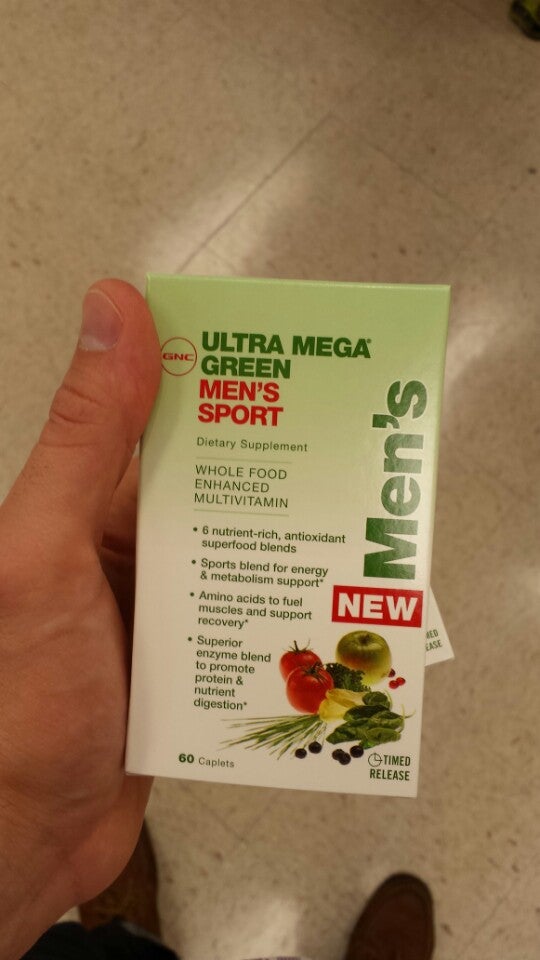 GNC
ULTRA MEGA®
GREEN
MEN'S
SPORT
Dietary Supplement
WHOLE FOOD
ENHANCED
MULTIVITAMIN
• 6 nutrient-rich, antioxidant
superfood blends
• Sports blend for energy
& metabolism support*
• Amino acids to fuel
muscles and support
recovery*
• Superior
enzyme blend
to promote
protein &
nutrient
digestion*
60 Caplets
Men's
NEW
TIMED
RELEASE